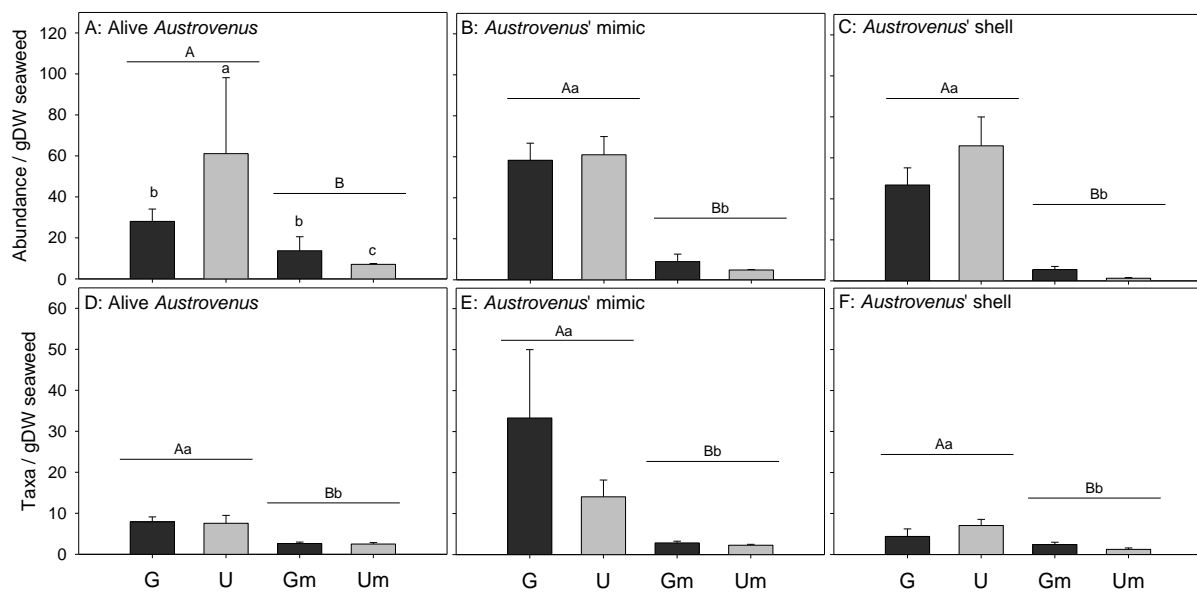 A: Alive Austrovenus
B: Austrovenus' mimic
C: Austrovenus' shell
Abundance / gDW seaweed
120
100
80
60
40
20
0
A
a
b
B
b
c
Aa
Bb
Aa
Bb
D: Alive Austrovenus
E: Austrovenus' mimic
F: Austrovenus' shell
Taxa / gDW seaweed
60
50
40
30
20
10
0
Aa
Bb
Aa
Bb
Aa
Bb
G U Gm Um G U Gm Um G U Gm Um